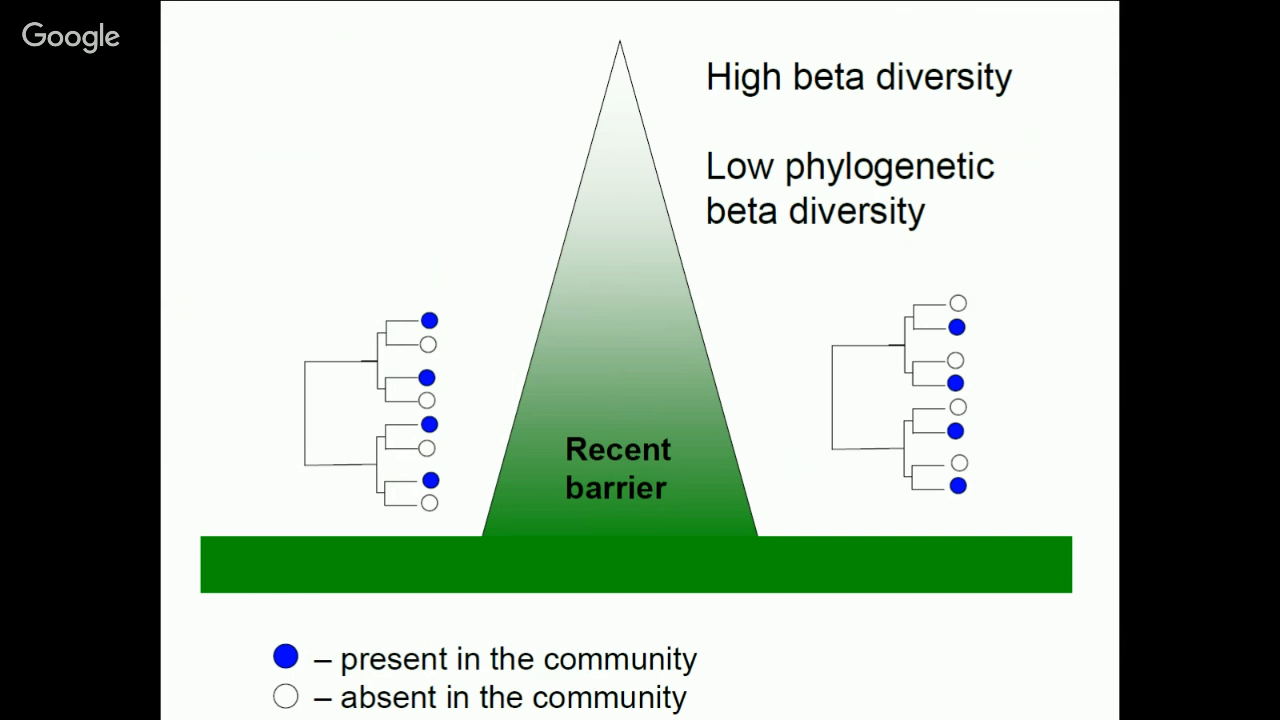 Google
High beta diversity
Low phylogenetic
beta diversity
Recent
barrier
– present in the community
– absent in the community